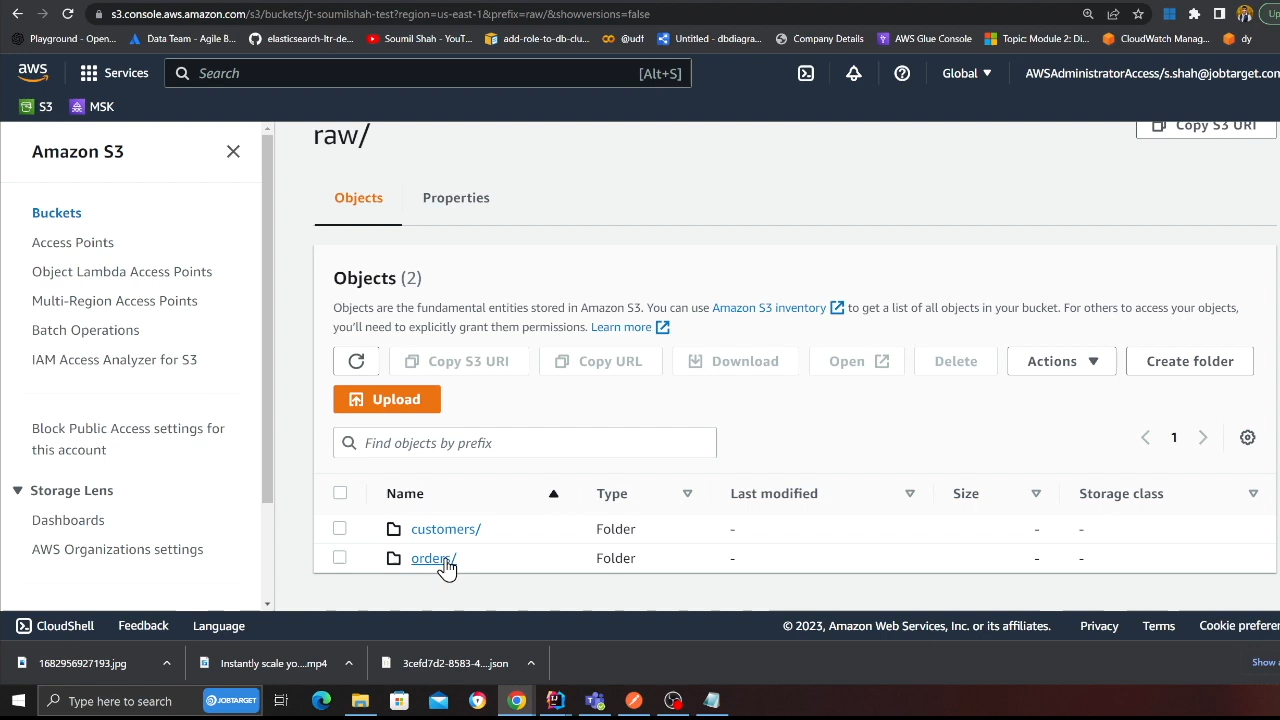 s3.console.aws.amazon.com/s3/buckets/jt-soumilshah-test?region=us-east-1&prefix=raw/&showversions=false
Playground - Open...
Data Team - Agile B...
elasticsearch-ltr-de...
Soumil Shah - YouT...
add-role-to-db-clu...
@udf
Untitled - dbdiagra...
Company Details
AWS Glue Console
Topic: Module 2: Di...
CloudWatch Manag...
dy
aws
Services
Search
[Alt+S]
Global
AWSAdministratorAccess/s.shah@jobtarget.com
S3
MSK
Amazon S3
Buckets
Access Points
Object Lambda Access Points
Multi-Region Access Points
Batch Operations
IAM Access Analyzer for S3
Block Public Access settings for
this account
Storage Lens
Dashboards
AWS Organizations settings
raw/
Copy S3 URI
Objects
Properties
Objects (2)
Objects are the fundamental entities stored in Amazon S3. You can use Amazon S3 inventory to get a list of all objects in your bucket. For others to access your objects,
you'll need to explicitly grant them permissions. Learn more
Copy S3 URI
Copy URL
Download
Open
Delete
Actions
Create folder
Upload
Find objects by prefix
1
Name
Type
Last modified
Size
Storage class
customers/
Folder
-
-
-
orders/
Folder
-
-
-
CloudShell
Feedback
Language
© 2023, Amazon Web Services, Inc. or its affiliates.
Privacy
Terms
Cookie prefere
1682956927193.jpg
Instantly scale yo....mp4
3cefd7d2-8583-4....json
Show a
Type here to search
JOBTARGET